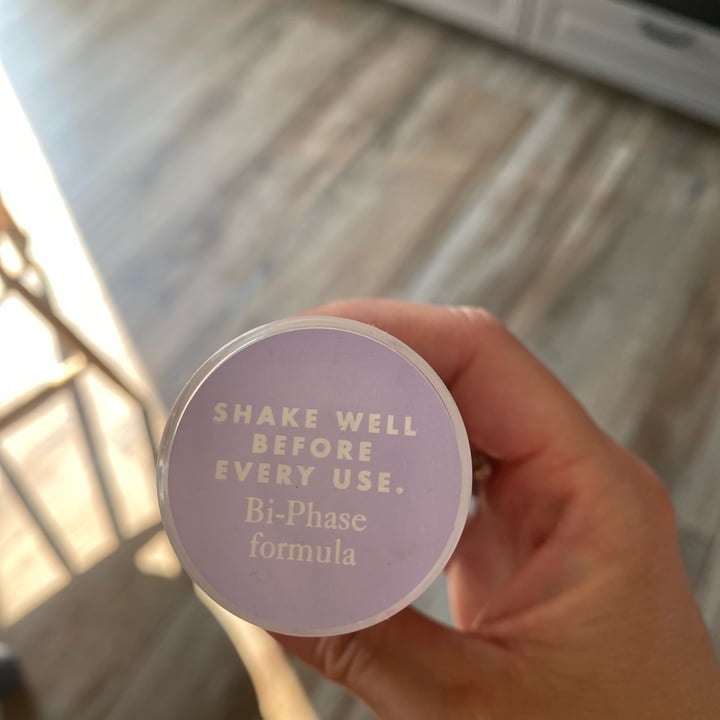 SHAKE WELL
BEFORE
EVERY USE.
Bi-Phase
formula